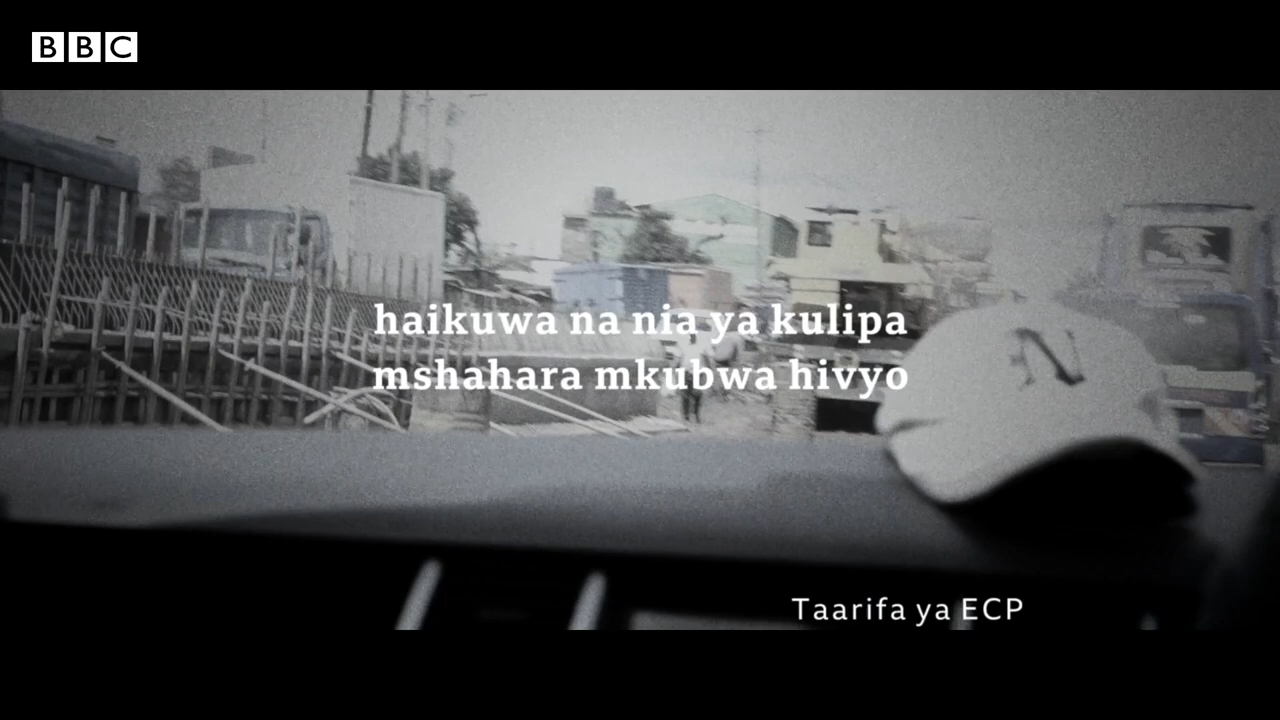 BBC
haikuwa na nia ya kulipa
mshahara mkubwa hivyo
N
Taarifa ya ECP